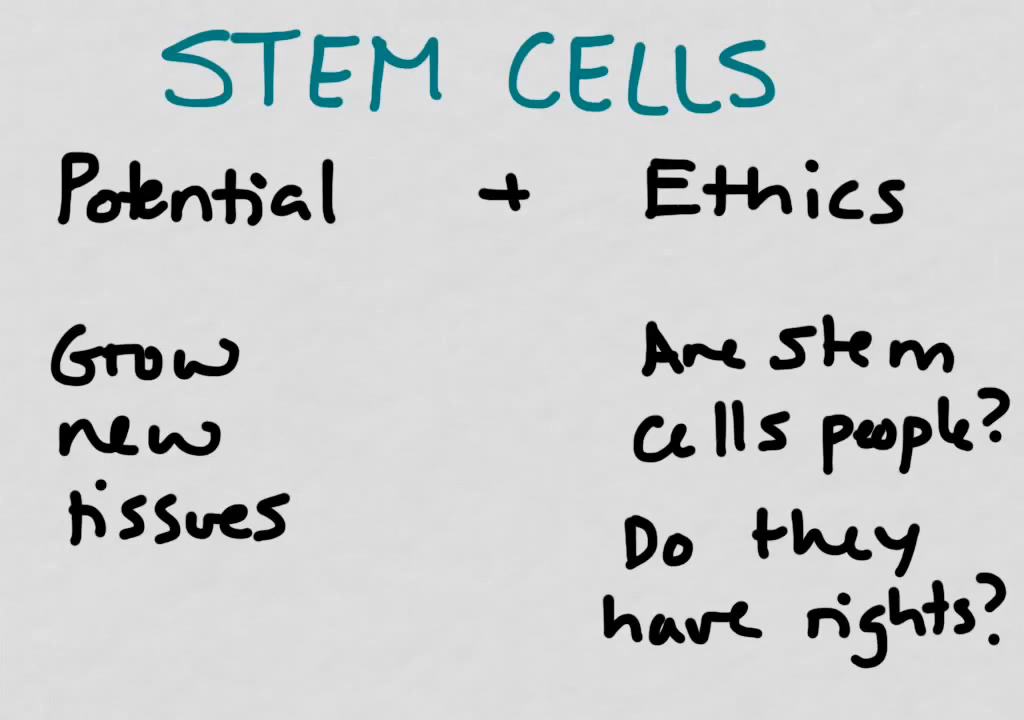 STEM CELLS
Potential + Ethics
Grow
new
tissues
Are stem
cells people?
Do they
have rights?